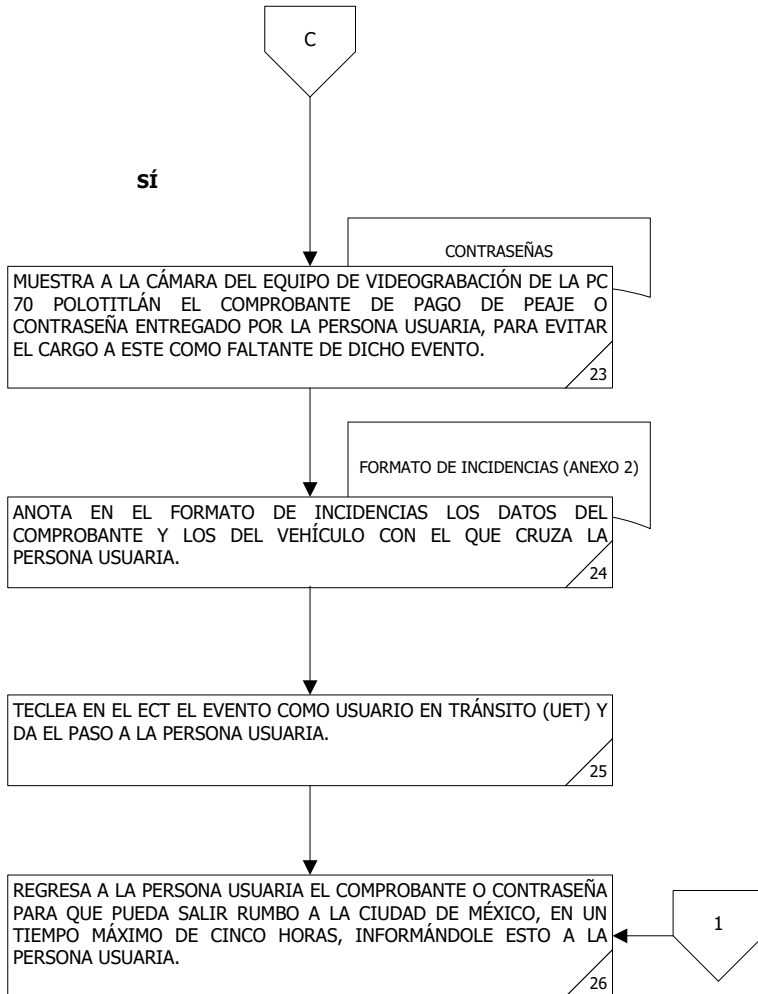 C
SÍ
CONTRASEÑAS
MUESTRA A LA CÁMARA DEL EQUIPO DE VIDEOGRABACIÓN DE LA PC
70 POLOTITLÁN EL COMPROBANTE DE PAGO DE PEAJE O
CONTRASEÑA ENTREGADO POR LA PERSONA USUARIA, PARA EVITAR
EL CARGO A ESTE COMO FALTANTE DE DICHO EVENTO.
23
FORMATO DE INCIDENCIAS (ANEXO 2)
ANOTA EN EL FORMATO DE INCIDENCIAS LOS DATOS DEL
COMPROBANTE Y LOS DEL VEHÍCULO CON EL QUE CRUZA LA
PERSONA USUARIA.
24
TECLEA EN EL ECT EL EVENTO COMO USUARIO EN TRÁNSITO (UET) Y
DA EL PASO A LA PERSONA USUARIA.
25
REGRESA A LA PERSONA USUARIA EL COMPROBANTE O CONTRASEÑA
PARA QUE PUEDA SALIR RUMBO A LA CIUDAD DE MÉXICO, EN UN
TIEMPO MÁXIMO DE CINCO HORAS, INFORMÁNDOLE ESTO A LA
PERSONA USUARIA.
26
1